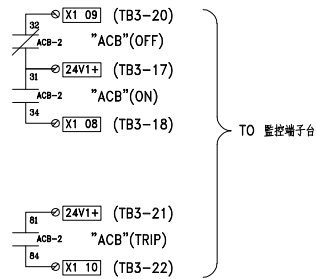 X1 09 (TB3-20)
32
ACB-2 "ACB"(OFF)
24V1+ (TB3-17)
31
ACB-2 "ACB"(ON)
34
X1 08 (TB3-18)
TO 監控端子台
24V1+ (TB3-21)
81
ACB-2 "ACB"(TRIP)
84
X1 10 (TB3-22)